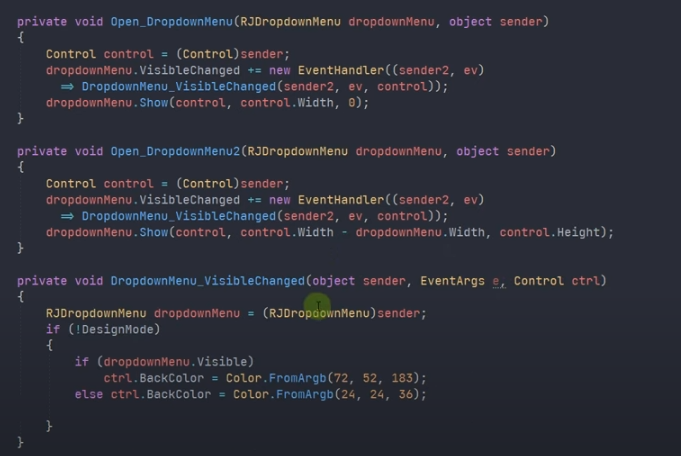 private void Open_DropdownMenu(RJDropdownMenu dropdownMenu, object sender)
{
    Control control = (Control)sender;
    dropdownMenu.VisibleChanged += new EventHandler((sender2, ev)
      => DropdownMenu_VisibleChanged(sender2, ev, control));
    dropdownMenu.Show(control, control.Width, 0);
}
private void Open_DropdownMenu2(RJDropdownMenu dropdownMenu, object sender)
{
    Control control = (Control)sender;
    dropdownMenu.VisibleChanged += new EventHandler((sender2, ev)
      => DropdownMenu_VisibleChanged(sender2, ev, control));
    dropdownMenu.Show(control, control.Width - dropdownMenu.Width, control.Height);
}
private void DropdownMenu_VisibleChanged(object sender, EventArgs e, Control ctrl)
{
    RJDropdownMenu dropdownMenu = (RJDropdownMenu)sender;
    if (!DesignMode)
    {
        if (dropdownMenu.Visible)
            ctrl.BackColor = Color.FromArgb(72, 52, 183);
        else ctrl.BackColor = Color.FromArgb(24, 24, 36);
    }
}